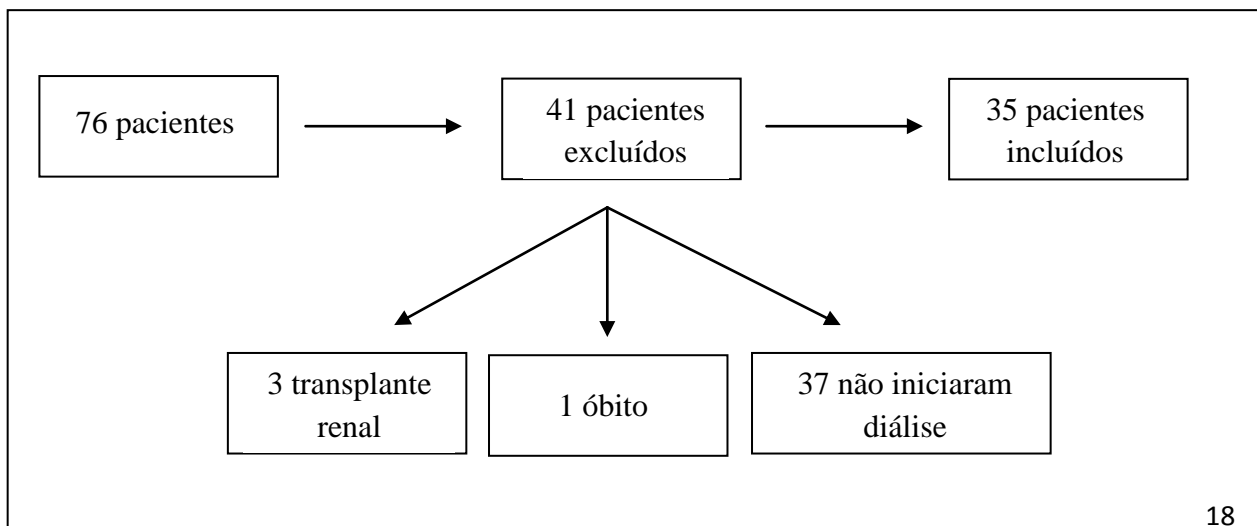 76 pacientes
41 pacientes
excluídos
35 pacientes
incluídos
3 transplante
renal
1 óbito
37 não iniciaram
diálise
18